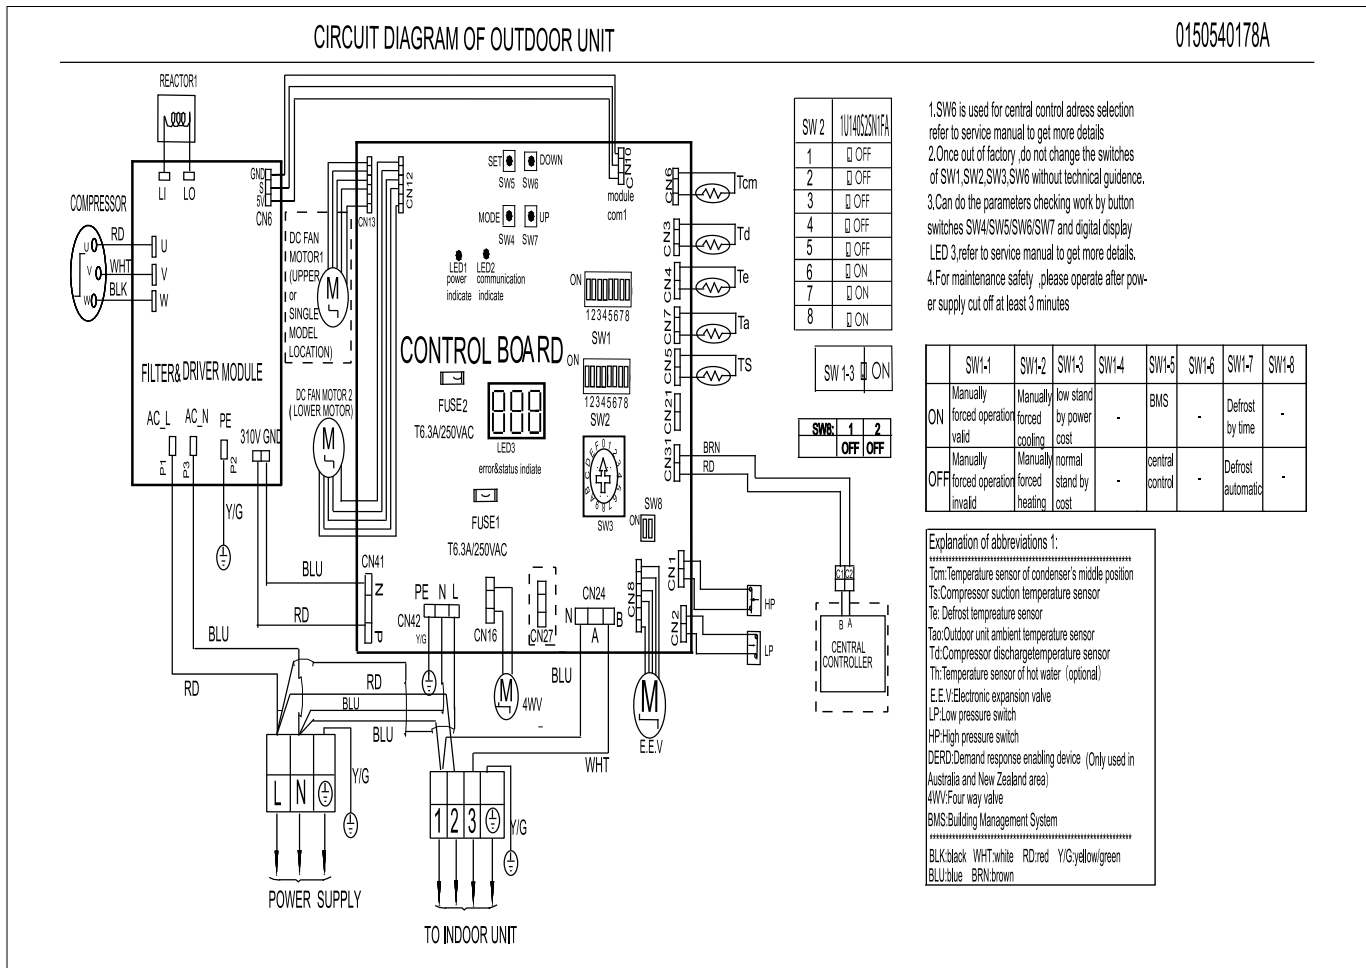 CIRCUIT DIAGRAM OF OUTDOOR UNIT
0150540178A
REACTOR1
LI
LO
GND
S
5V
CN6
COMPRESSOR
RD
WHT
BLK
U
V
W
U
V
W
FILTER& DRIVER MODULE
AC_L
AC_N
PE
310V GND
P1
P3
P2
Y/G
DC FAN
MOTOR1
(UPPER
or
SINGLE
MODEL
LOCATION)
M
DC FAN MOTOR 2
( LOWER MOTOR)
M
CN13
CN12
SET
DOWN
SW5
SW6
MODE
UP
SW4
SW7
LED1
power
indicate
LED2
communication
indicate
CN10
module
com1
ON
12345678
SW1
CONTROL BOARD
ON
12345678
SW2
FUSE2
T6.3A/250VAC
LED3
error&status indiate
FUSE1
T6.3A/250VAC
SW3
SW8
ON
CN6
Tcm
CN3
Td
CN4
Te
CN7
Ta
CN5
TS
CN21
CN31
BRN
RD
CN1
HP
CN2
LP
CN8
M
E.E.V
CN41
N
P
BLU
RD
PE N L
CN42
Y/G
CN16
M
4WV
CN27
CN24
N
A
B
BLU
WHT
BLU
RD
RD
BLU
BLU
L
N
Y/G
POWER SUPPLY
1
2
3
Y/G
TO INDOOR UNIT
C1
C2
B A
CENTRAL
CONTROLLER
SW 2 1U140S2SN1FA
1 OFF
2 OFF
3 OFF
4 OFF
5 OFF
6 ON
7 ON
8 ON
SW 1-3 ON
SW8: 1 2
OFF OFF
1.SW6 is used for central control adress selection
refer to service manual to get more details
2.Once out of factory ,do not change the switches
of SW1,SW2,SW3,SW6 without technical guidence.
3,Can do the parameters checking work by button
switches SW4/SW5/SW6/SW7 and digital display
LED 3,refer to service manual to get more details.
4.For maintenance safety ,please operate after pow-
er supply cut off at least 3 minutes
SW1-1 SW1-2 SW1-3 SW1-4 SW1-5 SW1-6 SW1-7 SW1-8
ON
Manually
forced operation
valid
Manually
forced
cooling
low stand
by power
cost
-
BMS
-
Defrost
by time
-
OFF
Manually
forced operation
invalid
Manually
forced
heating
normal
stand by
cost
-
central
control
-
Defrost
automatic
-
Explanation of abbreviations 1:
Tcm:Temperature sensor of condenser's middle position
Ts:Compressor suction temperature sensor
Te: Defrost tempreature sensor
Tao:Outdoor unit ambient temperature sensor
Td:Compressor dischargetemperature sensor
Th:Temperature sensor of hot water (optional)
E.E.V:Electronic expansion valve
LP:Low pressure switch
HP:High pressure switch
DERD:Demand response enabling device (Only used in
Australia and New Zealand area)
4WV:Four way valve
BMS:Building Management System
BLK:black WHT:white RD:red Y/G:yellow/green
BLU:blue BRN:brown